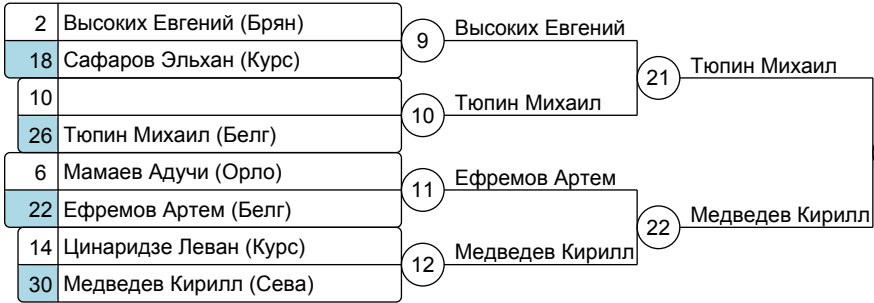 2 Высоких Евгений (Брян)
18 Сафаров Эльхан (Курс)
10
26 Тюпин Михаил (Белг)
6 Мамаев Адучи (Орло)
22 Ефремов Артем (Белг)
14 Цинаридзе Леван (Курс)
30 Медведев Кирилл (Сева)
9 Высоких Евгений
10 Тюпин Михаил
11 Ефремов Артем
12 Медведев Кирилл
21 Тюпин Михаил
22 Медведев Кирилл